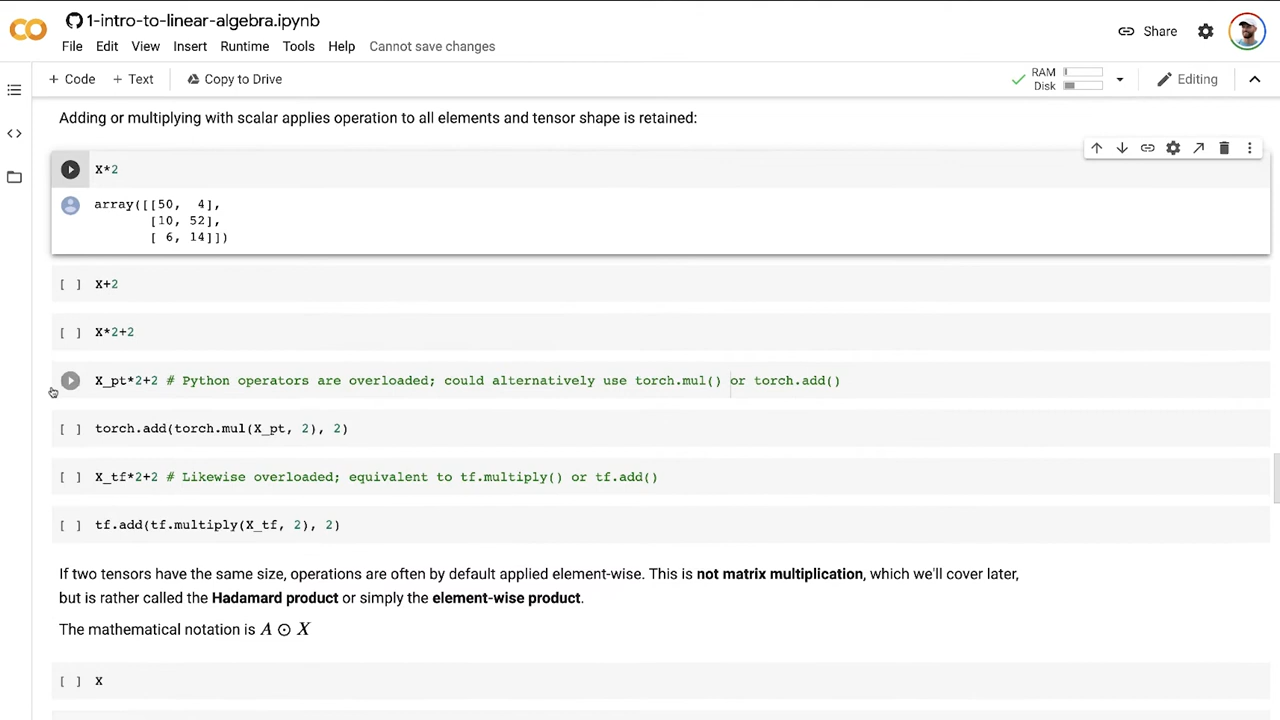 1-intro-to-linear-algebra.ipynb
File Edit View Insert Runtime Tools Help Cannot save changes
Share
+ Code + Text Copy to Drive
RAM
Disk
Editing
Adding or multiplying with scalar applies operation to all elements and tensor shape is retained:
X*2
array([[50,  4],
       [10, 52],
       [ 6, 14]])
[ ] X+2
[ ] X*2+2
X_pt*2+2 # Python operators are overloaded; could alternatively use torch.mul() or torch.add()
[ ] torch.add(torch.mul(X_pt, 2), 2)
[ ] X_tf*2+2 # Likewise overloaded; equivalent to tf.multiply() or tf.add()
[ ] tf.add(tf.multiply(X_tf, 2), 2)
If two tensors have the same size, operations are often by default applied element-wise. This is not matrix multiplication, which we'll cover later,
but is rather called the Hadamard product or simply the element-wise product.
The mathematical notation is A ⊙ X
[ ] X